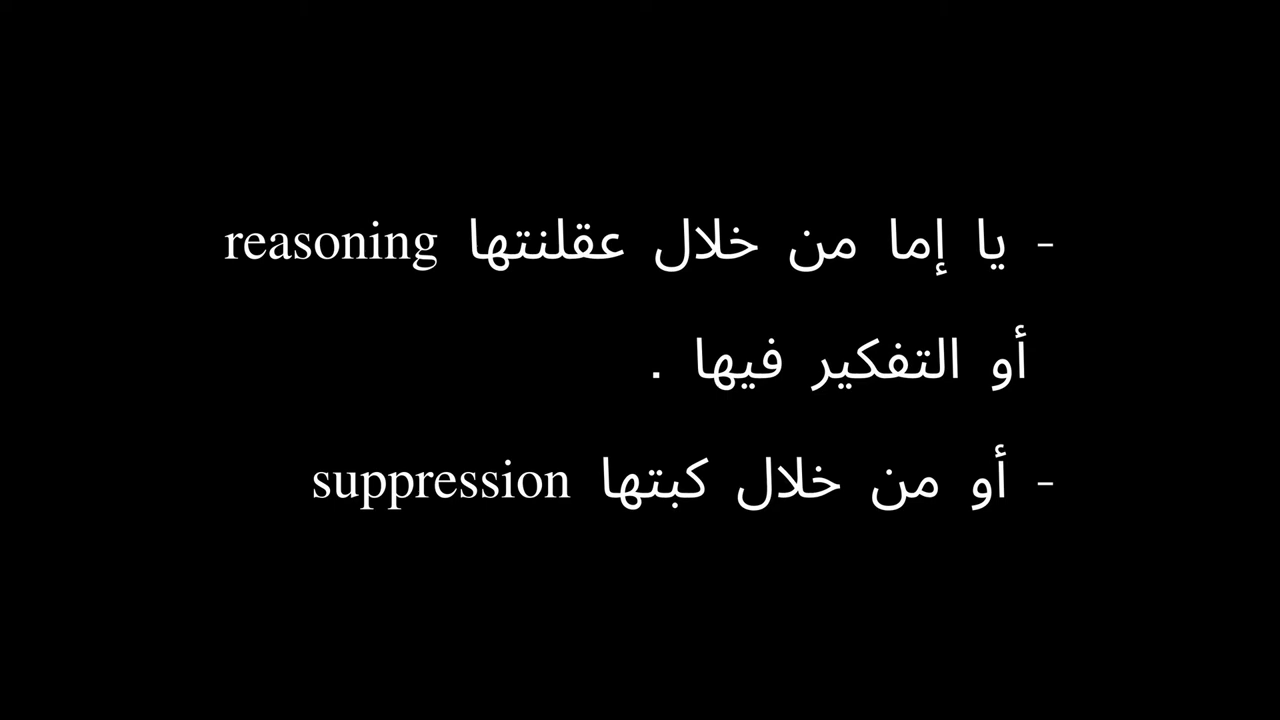 - يا إما من خلال عقلنتها reasoning
أو التفكير فيها .
- أو من خلال كبتها suppression